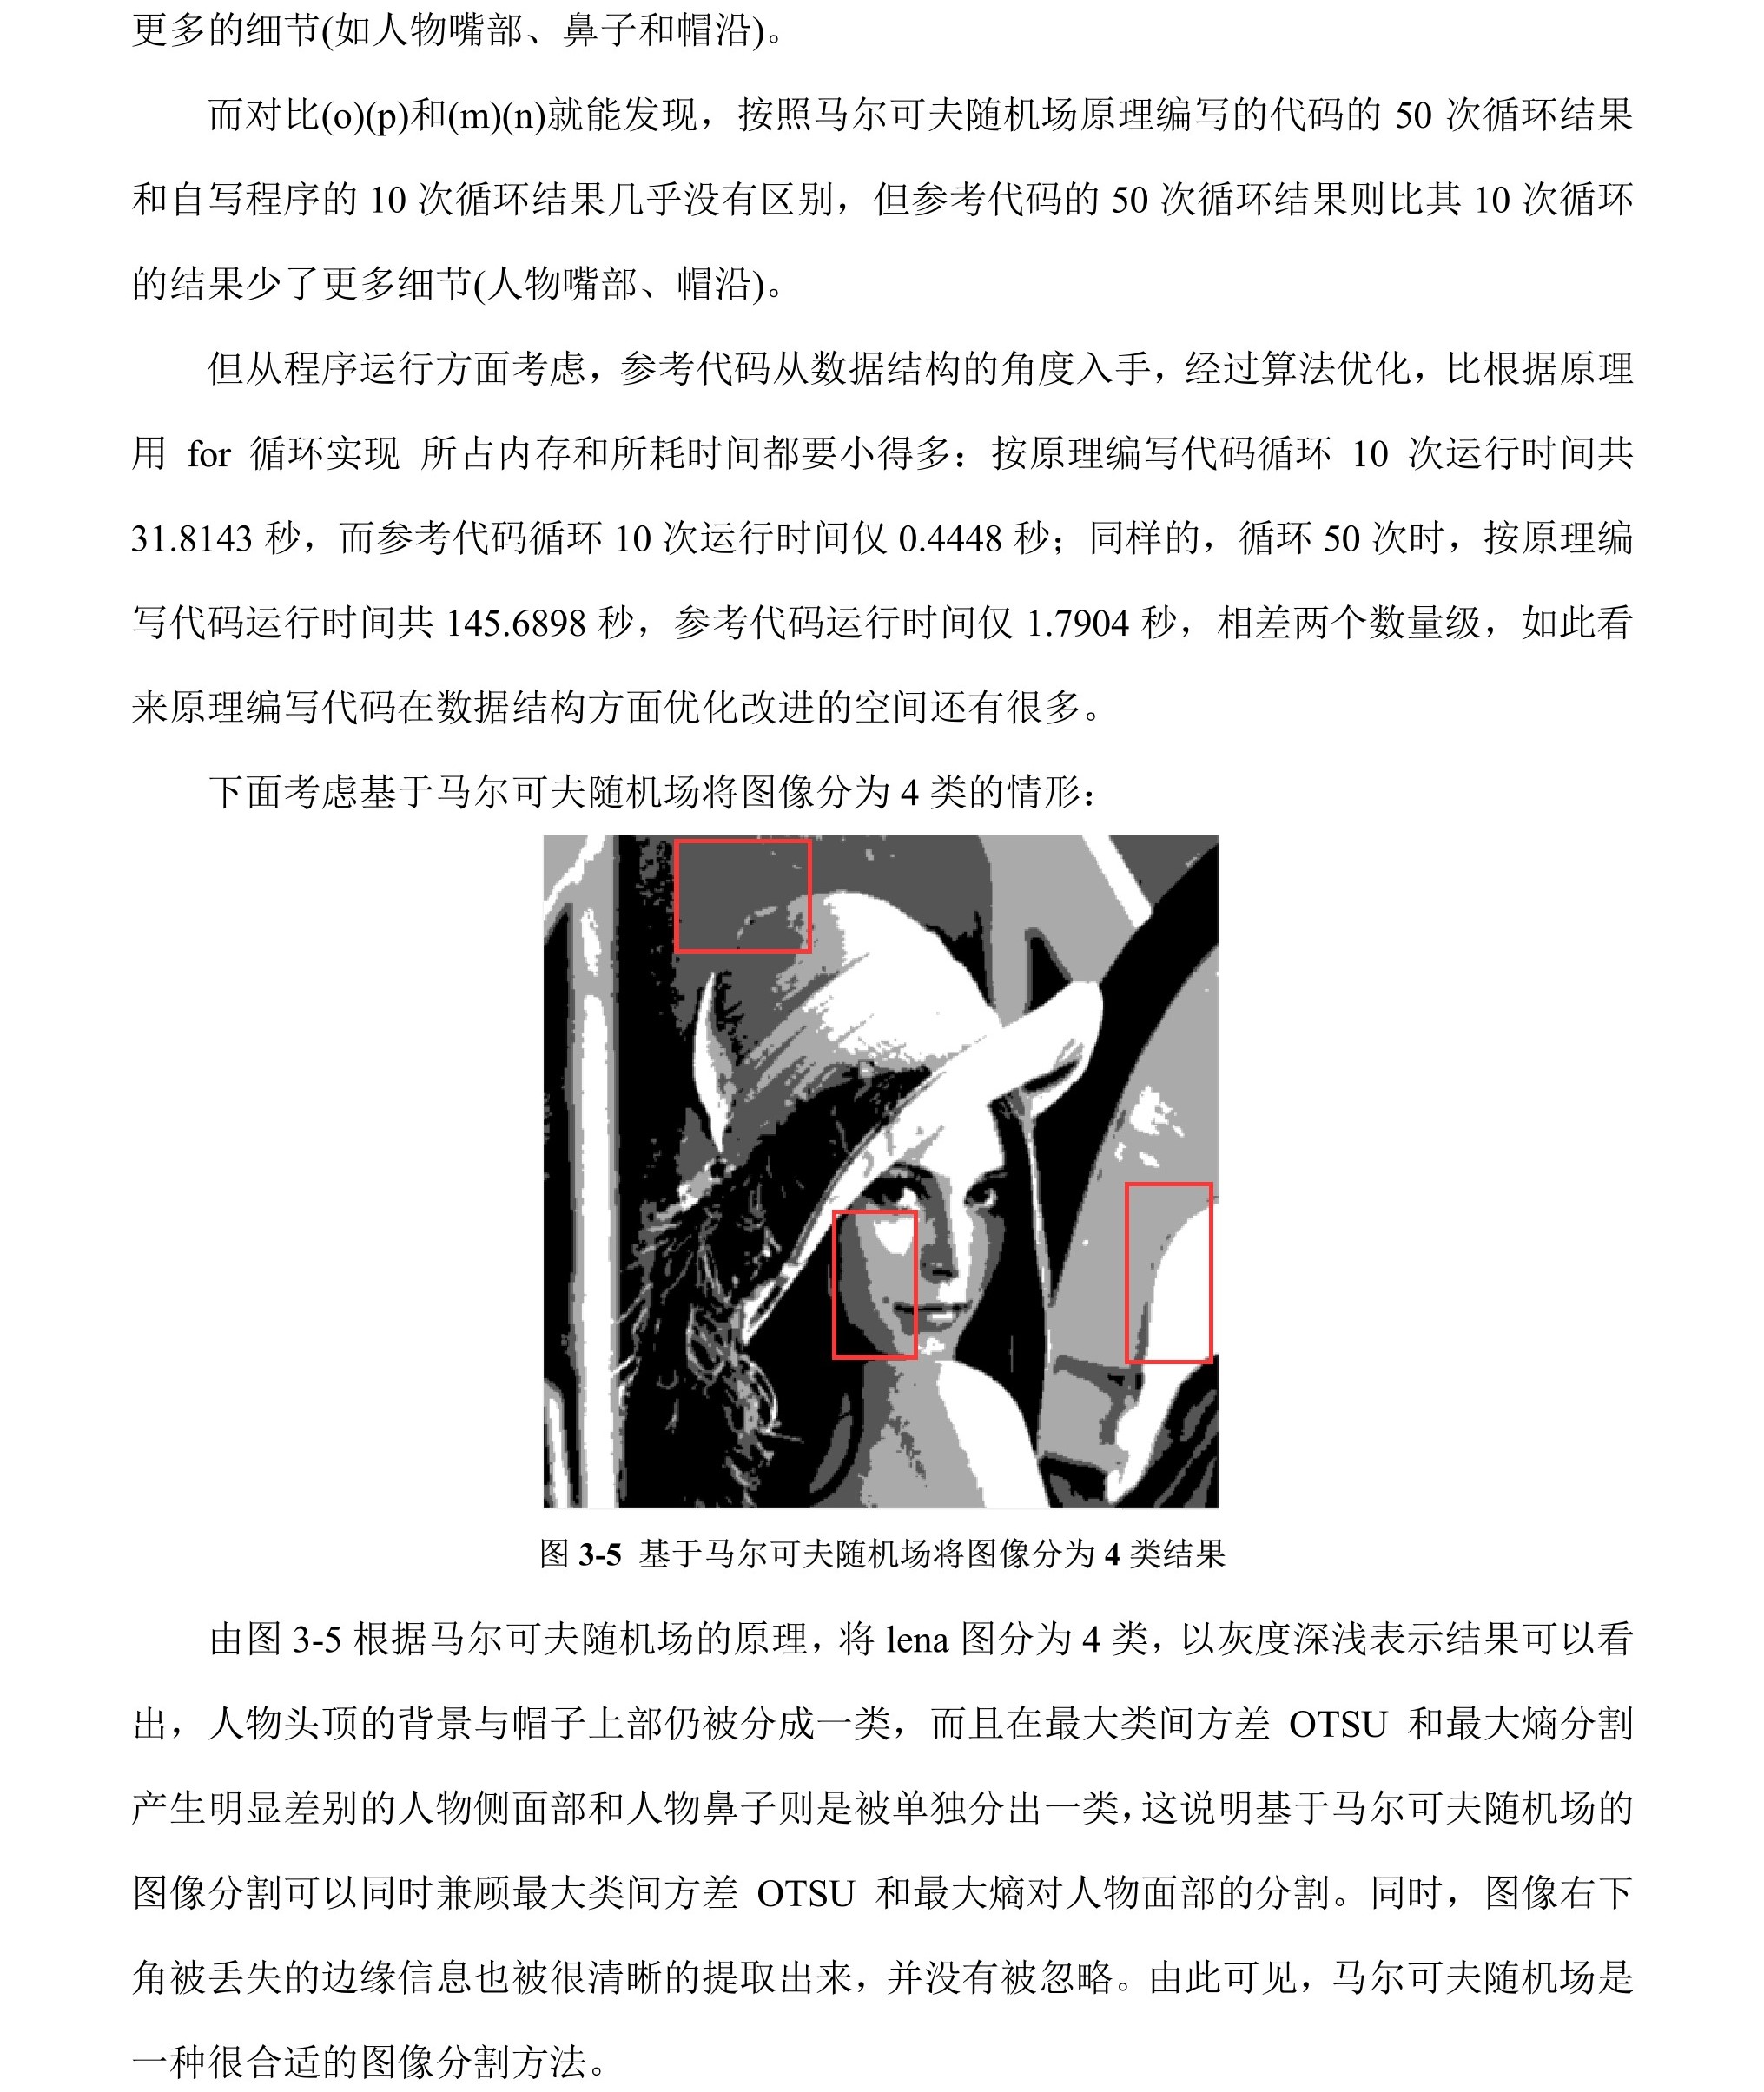 更多的细节(如人物嘴部、鼻子和帽沿)。
而对比(o)(p)和(m)(n)就能发现，按照马尔可夫随机场原理编写的代码的 50 次循环结果
和自写程序的 10 次循环结果几乎没有区别，但参考代码的 50 次循环结果则比其 10 次循环
的结果少了更多细节(人物嘴部、帽沿)。
但从程序运行方面考虑，参考代码从数据结构的角度入手，经过算法优化，比根据原理
用 for 循环实现 所占内存和所耗时间都要小得多：按原理编写代码循环 10 次运行时间共
31.8143 秒，而参考代码循环 10 次运行时间仅 0.4448 秒；同样的，循环 50 次时，按原理编
写代码运行时间共 145.6898 秒，参考代码运行时间仅 1.7904 秒，相差两个数量级，如此看
来原理编写代码在数据结构方面优化改进的空间还有很多。
下面考虑基于马尔可夫随机场将图像分为 4 类的情形：
图 3-5 基于马尔可夫随机场将图像分为 4 类结果
由图 3-5 根据马尔可夫随机场的原理，将 lena 图分为 4 类，以灰度深浅表示结果可以看
出，人物头顶的背景与帽子上部仍被分成一类，而且在最大类间方差 OTSU 和最大熵分割
产生明显差别的人物侧面部和人物鼻子则是被单独分出一类，这说明基于马尔可夫随机场的
图像分割可以同时兼顾最大类间方差 OTSU 和最大熵对人物面部的分割。同时，图像右下
角被丢失的边缘信息也被很清晰的提取出来，并没有被忽略。由此可见，马尔可夫随机场是
一种很合适的图像分割方法。